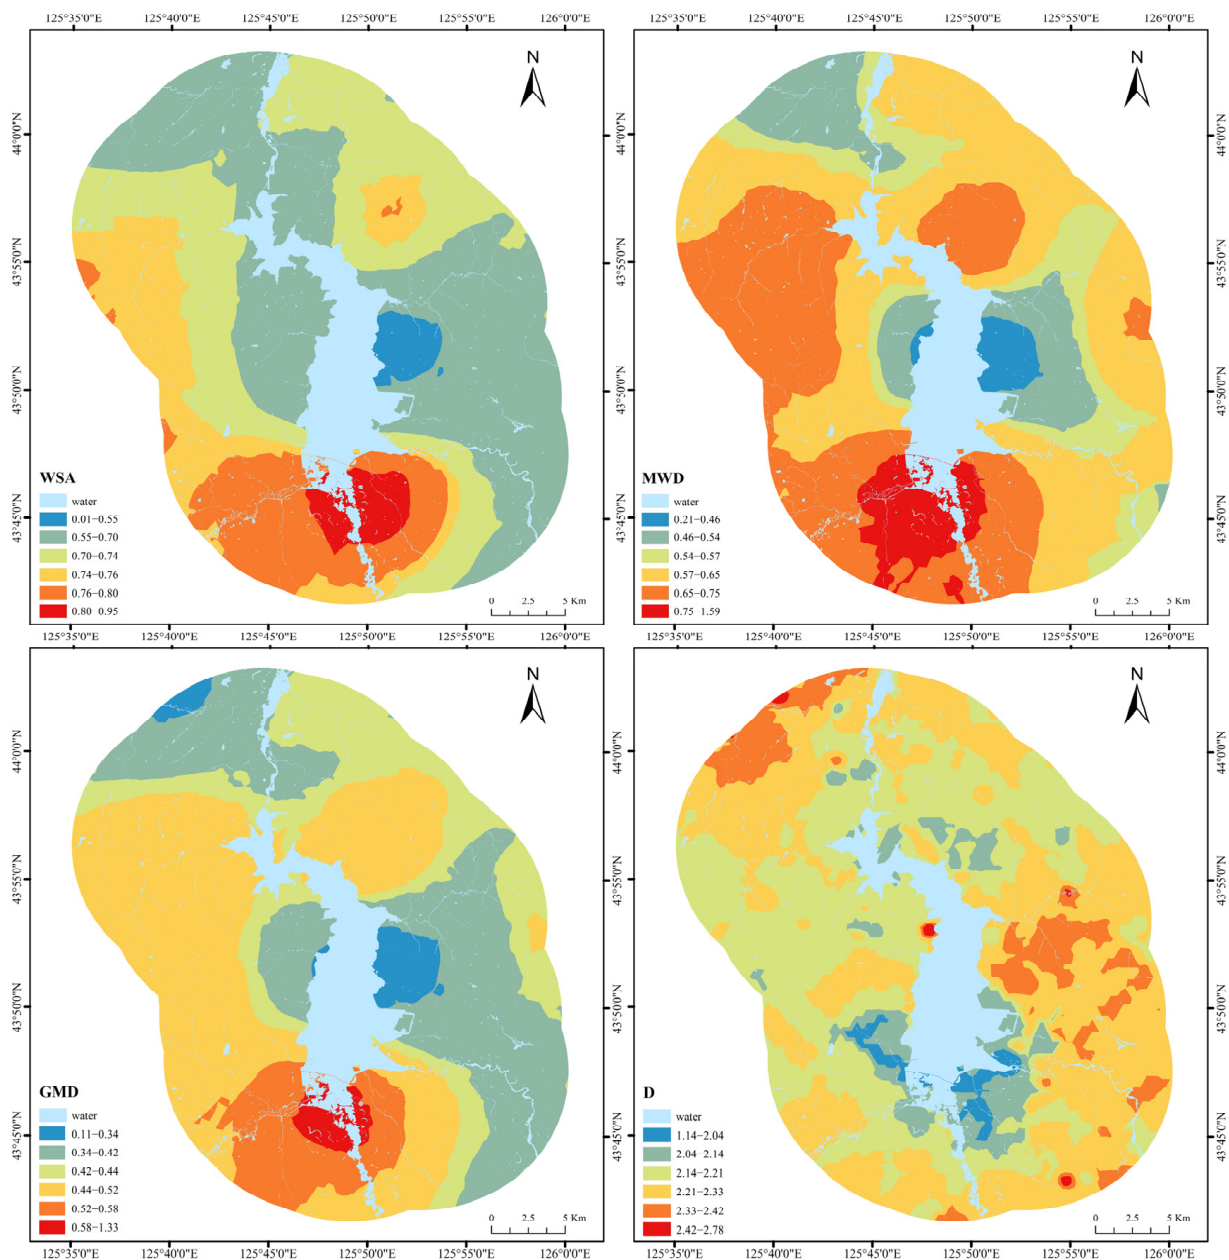 125°35'0"E 125°40'0"E 125°45'0"E 125°50'0"E 125°55'0"E 126°0'0"E
125°35'0"E 125°40'0"E 125°45'0"E 125°50'0"E 125°55'0"E 126°0'0"E
44°0'0"N
43°55'0"N
43°50'0"N
43°45'0"N
N
WSA
water
0.01–0.55
0.55–0.70
0.70–0.74
0.74–0.76
0.76–0.80
0.80–0.95
0 2.5 5 Km
N
MWD
water
0.21–0.46
0.46–0.54
0.54–0.57
0.57–0.65
0.65–0.75
0.75–1.59
0 2.5 5 Km
44°0'0"N
43°55'0"N
43°50'0"N
43°45'0"N
125°35'0"E 125°40'0"E 125°45'0"E 125°50'0"E 125°55'0"E 126°0'0"E
125°35'0"E 125°40'0"E 125°45'0"E 125°50'0"E 125°55'0"E 126°0'0"E
44°0'0"N
43°55'0"N
43°50'0"N
43°45'0"N
N
GMD
water
0.11–0.34
0.34–0.42
0.42–0.44
0.44–0.52
0.52–0.58
0.58–1.33
0 2.5 5 Km
N
D
water
1.14–2.04
2.04–2.14
2.14–2.21
2.21–2.33
2.33–2.42
2.42–2.78
0 2.5 5 Km
44°0'0"N
43°55'0"N
43°50'0"N
43°45'0"N
125°35'0"E 125°40'0"E 125°45'0"E 125°50'0"E 125°55'0"E 126°0'0"E
125°35'0"E 125°40'0"E 125°45'0"E 125°50'0"E 125°55'0"E 126°0'0"E